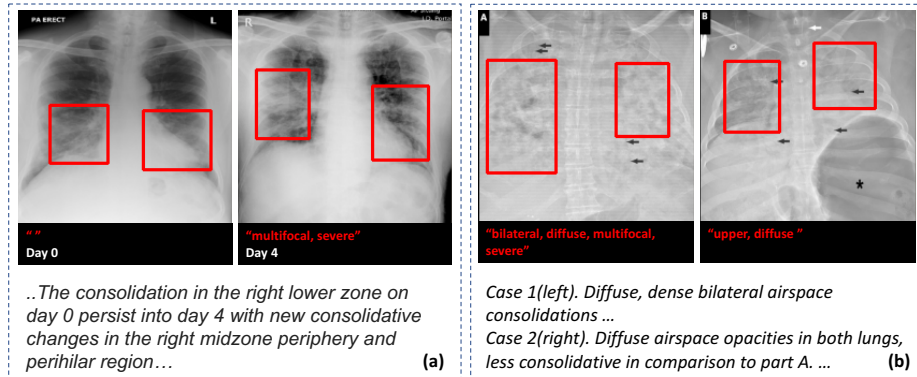 PA ERECT
L
R
A
B
*
“ ”
Day 0
“multifocal, severe”
Day 4
“bilateral, diffuse, multifocal,
severe”
“upper, diffuse ”
..The consolidation in the right lower zone on
day 0 persist into day 4 with new consolidative
changes in the right midzone periphery and
perihilar region…
(a)
Case 1(left). Diffuse, dense bilateral airspace
consolidations …
Case 2(right). Diffuse airspace opacities in both lungs,
less consolidative in comparison to part A. …
(b)